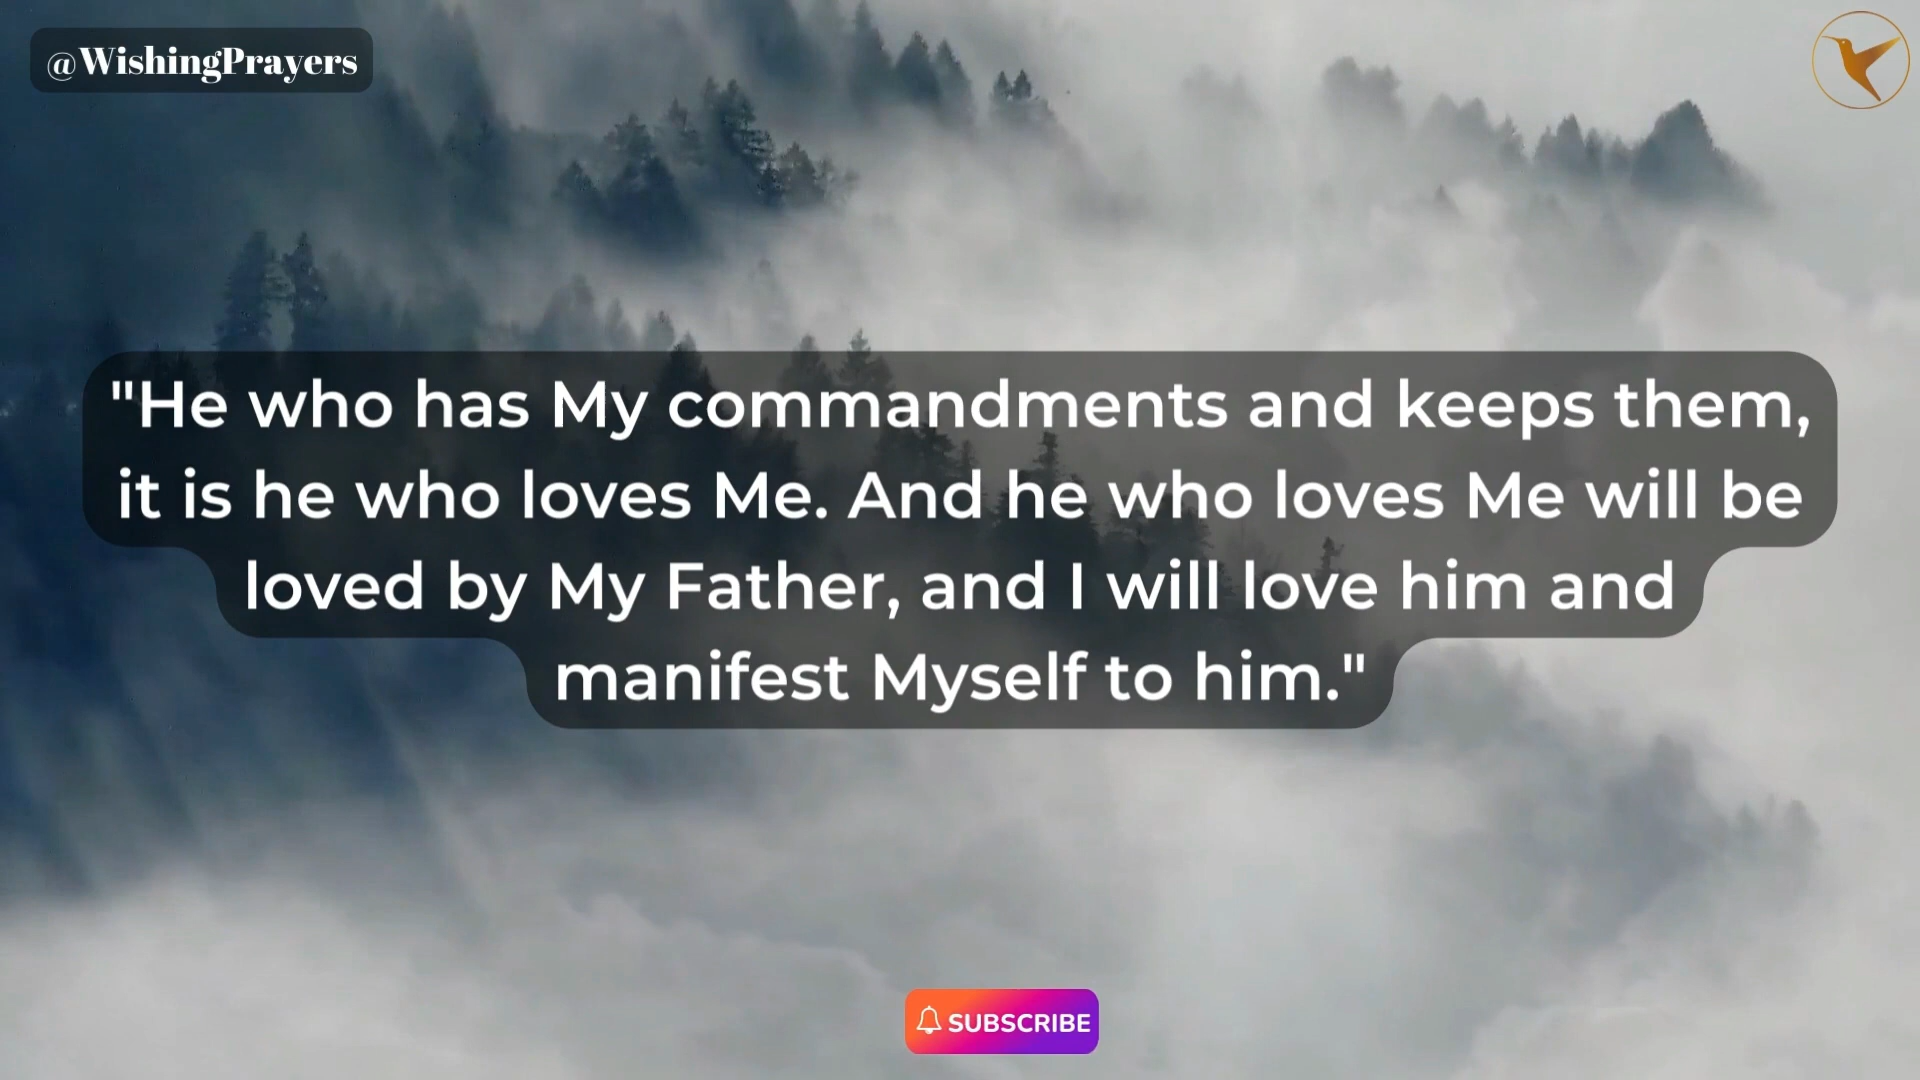 @WishingPrayers
"He who has My commandments and keeps them,
it is he who loves Me. And he who loves Me will be
loved by My Father, and I will love him and
manifest Myself to him."
SUBSCRIBE